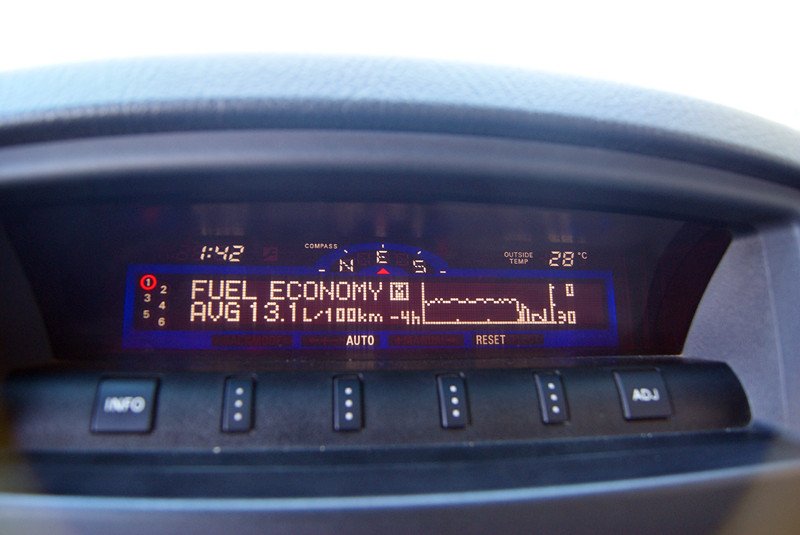 1:42
COMPASS
N E S
OUTSIDE
TEMP
28 °C
1 2
3 4
5 6
FUEL ECONOMY M
AVG 13.1 L/100km
-4h
0
30
AUTO
RESET
INFO
ADJ